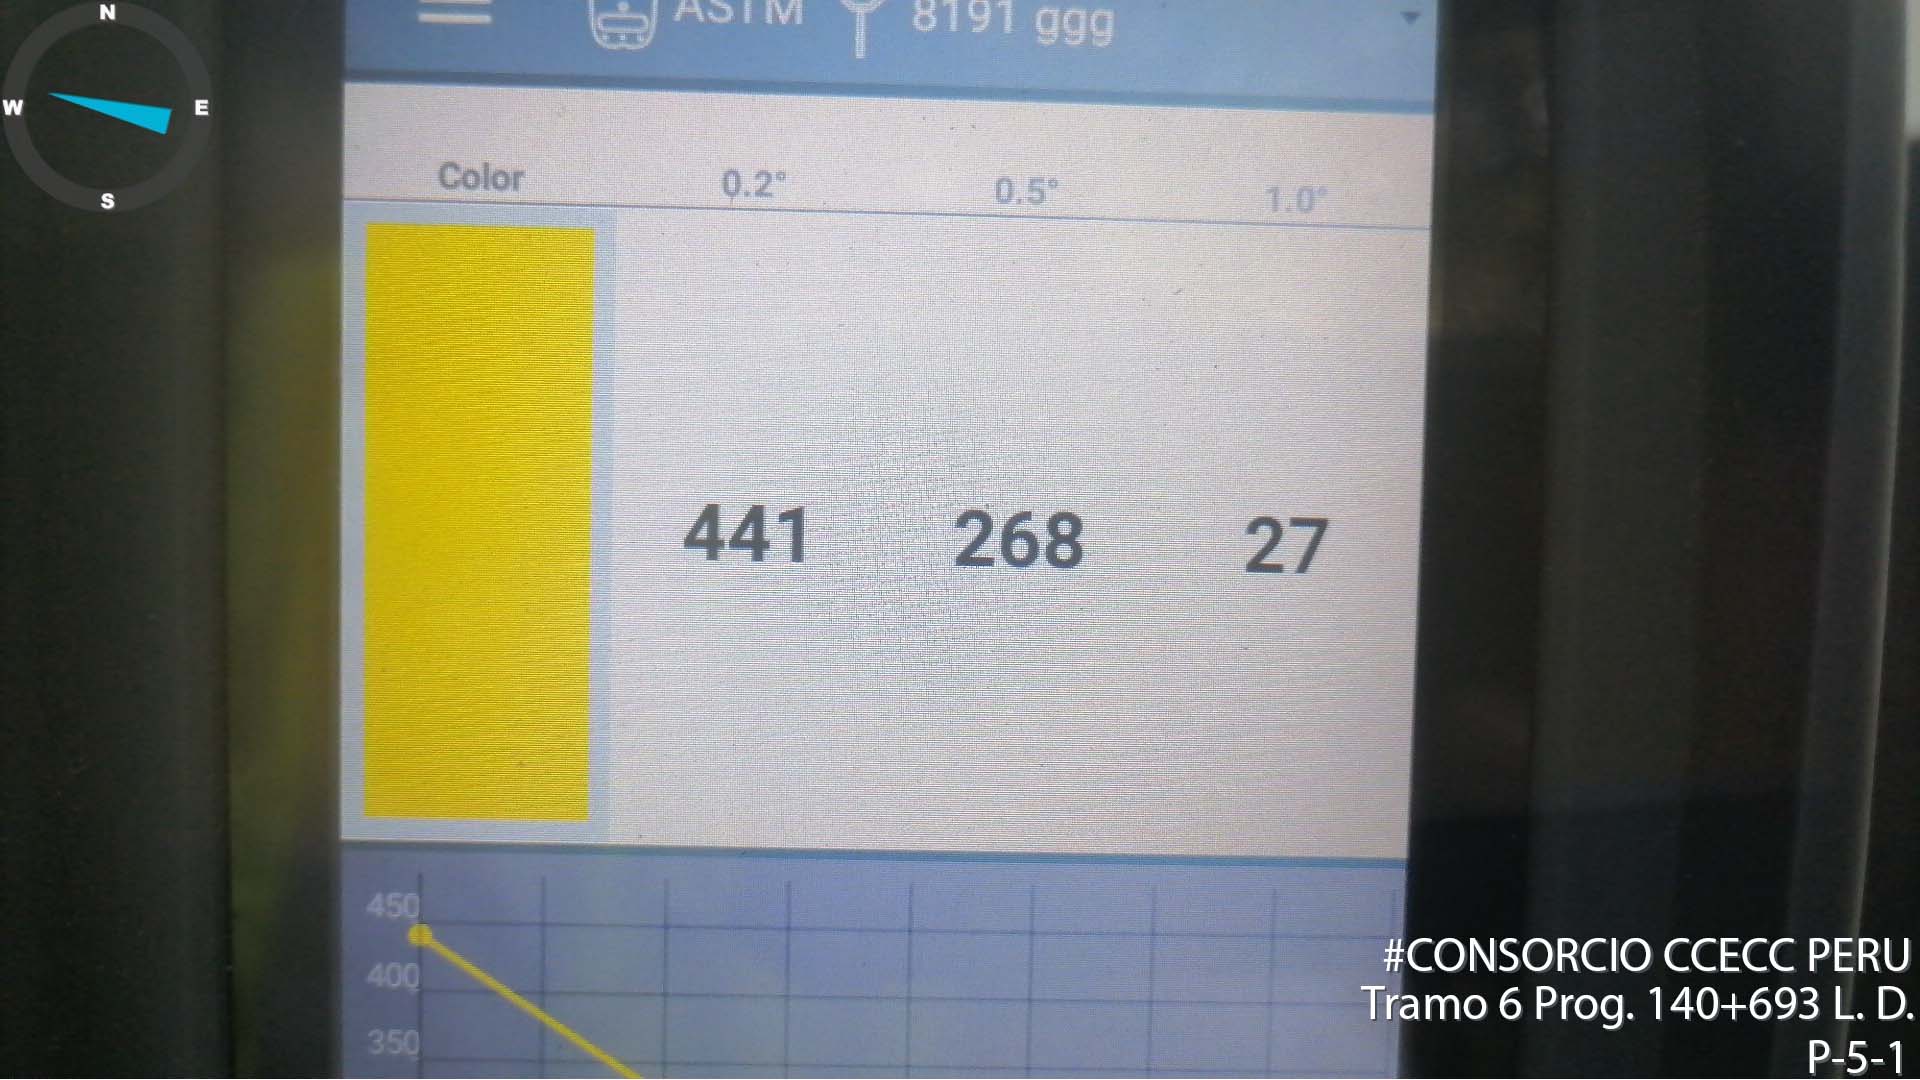 N
W E
S
ASTM 8191 ggg
Color 0.2° 0.5° 1.0°
441 268 27
450
400
350
#CONSORCIO CCECC PERU
Tramo 6 Prog. 140+693 L. D.
P-5-1